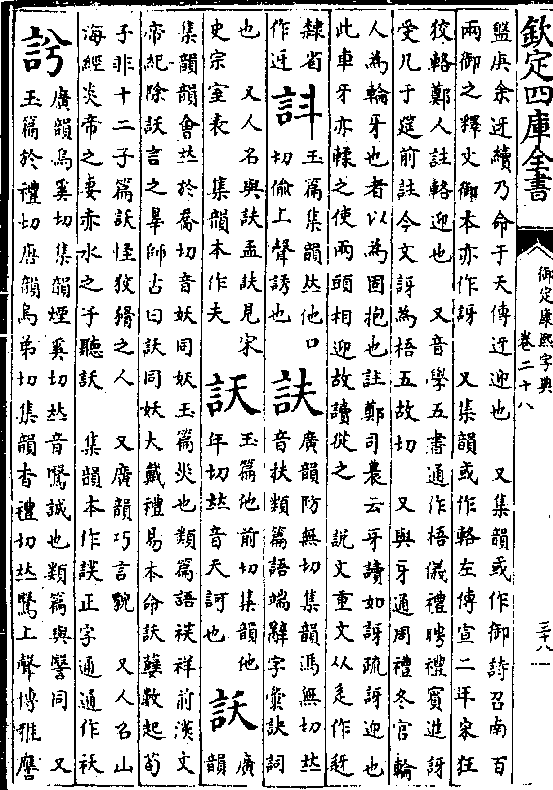 欽定四庫全書
御定康熙字典
卷二十八
三十八
盤庚余迓續乃命于天傳迓迎也 又集韻或作御詩召南百
兩御之釋文御本亦作訝 又集韻或作輅左傳宣二年宋狂
狡輅鄭人註輅迎也 又音學五書通作悟儀禮聘禮賓進訝
受几于筵前註今文訝為梧五故切 又與牙通周禮冬官輪
人為輪牙也者以為固抱也註鄭司農云牙讀如訝疏訝迎也
此車牙亦輮之使兩頭相迎故讀從之 說文重文从辵作迓
隸省
作迓
䚵
玉篇集韻𠀤他口
切偷上聲誘也
廣韻防無切集韻馮無切𠀤
音扶類篇語端辭字彙詞
也 又人名與孟見宋
史宗室表 集韻本作夫
玉篇他前切集韻他
年切𠀤音天訶也
訞
廣
韻
集韻韻會𠀤於喬切音妖同妖玉篇災也類篇語祅祥前漢文
帝紀除訞言之辠師古曰訞同妖大戴禮易本命訞孽數起荀
子非十二子篇訞怪狡猾之人 又廣韻巧言貌 又人名山
海經炎帝之妻赤水之子聽訞 集韻本作䛎正字通通作祅
䚷
廣韻烏奚切集韻煙奚切𠀤音鷖誠也類篇與譩同 又
玉篇於禮切唐韻烏弟切集韻杏禮切𠀤鷖上聲博雅譍